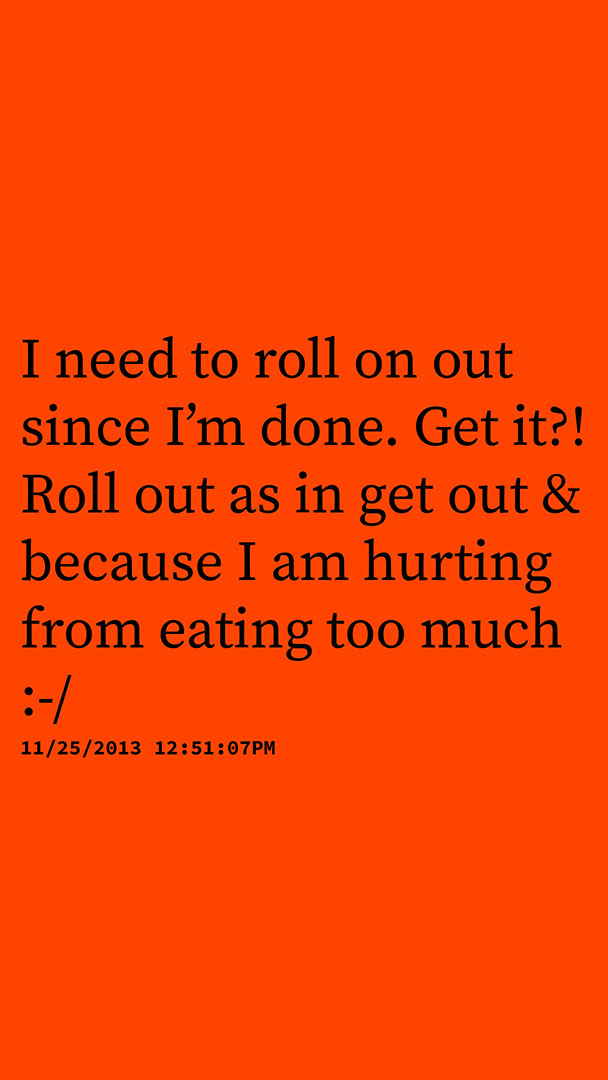 I need to roll on out
since I’m done. Get it?!
Roll out as in get out &
because I am hurting
from eating too much
:-/
11/25/2013 12:51:07PM